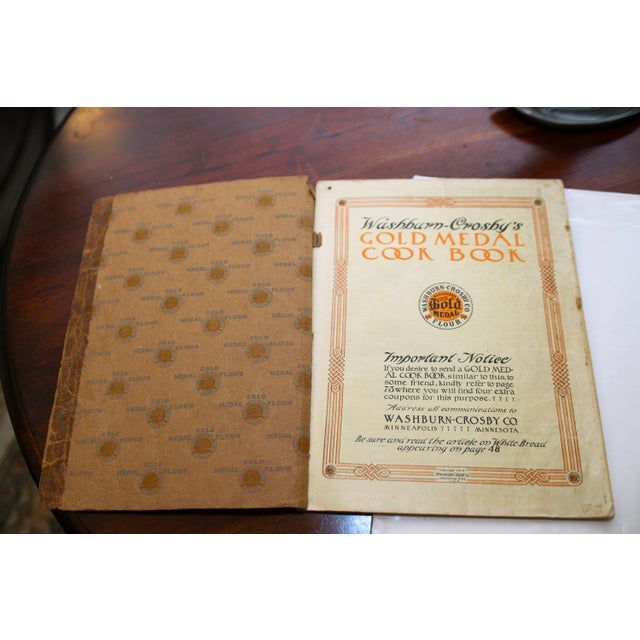 GOLD MEDAL FLOUR
Washburn-Crosby's
GOLD MEDAL
COOK BOOK
WASHBURN-CROSBY CO.
Gold
MEDAL
FLOUR
Important Notice
If you desire to send a GOLD MED-
AL COOK BOOK similar to this, to
some friend, kindly refer to page
73 where you will find four extra
coupons for this purpose.
Address all communications to
WASHBURN-CROSBY CO.
MINNEAPOLIS MINNESOTA
Be sure and read the article on White Bread
appearing on page 48